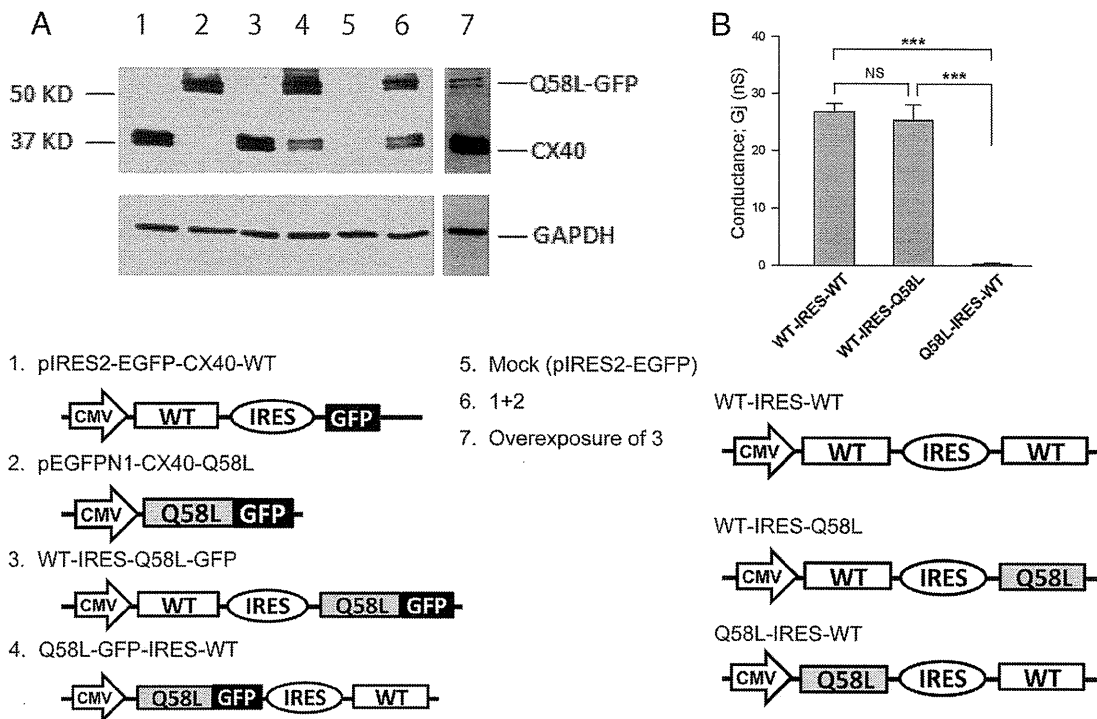 A
1 2 3 4 5 6 7
50 KD
37 KD
Q58L-GFP
CX40
GAPDH
B
Conductance; Gj (nS)
40
30
20
10
0
***
NS
***
WT-IRES-WT
WT-IRES-Q58L
Q58L-IRES-WT
1. pIRES2-EGFP-CX40-WT
CMV WT IRES GFP
2. pEGFPN1-CX40-Q58L
CMV Q58L GFP
3. WT-IRES-Q58L-GFP
CMV WT IRES Q58L GFP
4. Q58L-GFP-IRES-WT
CMV Q58L GFP IRES WT
5. Mock (pIRES2-EGFP)
6. 1+2
7. Overexposure of 3
WT-IRES-WT
CMV WT IRES WT
WT-IRES-Q58L
CMV WT IRES Q58L
Q58L-IRES-WT
CMV Q58L IRES WT